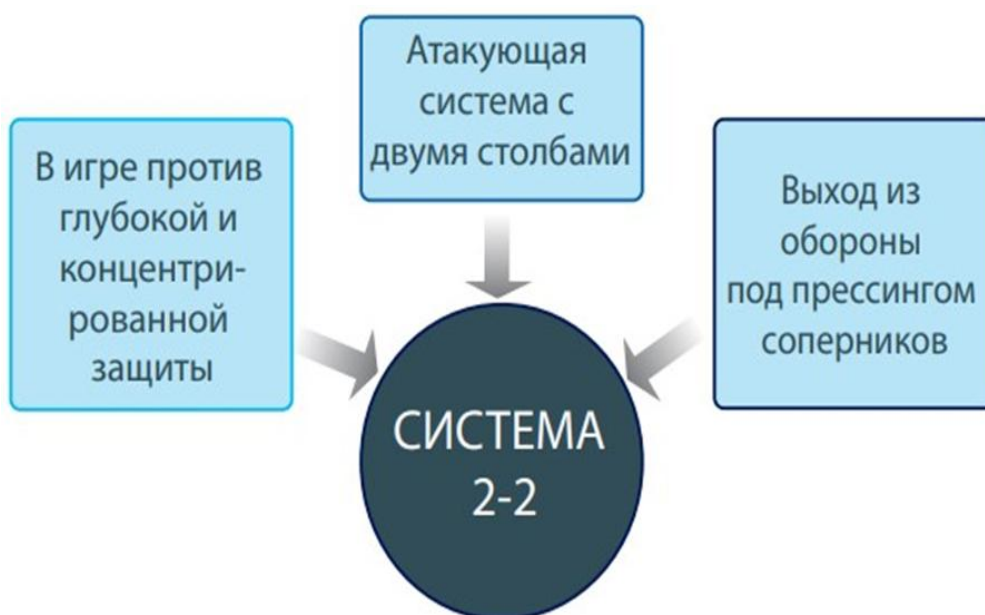 Атакующая
система с
двумя столбами
В игре против
глубокой и
концентри-
рованной
защиты
Выход из
обороны
под прессингом
соперников
СИСТЕМА
2-2